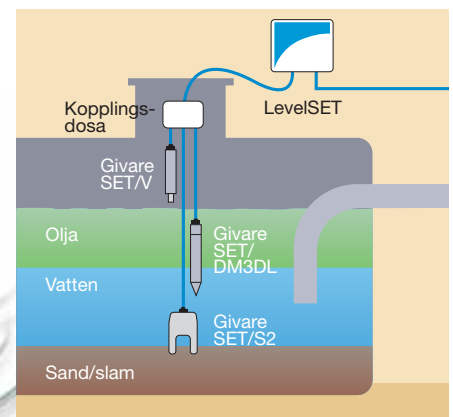 Kopplings-
dosa
LevelSET
Givare
SET/V
Olja
Givare
SET/
DM3DL
Vatten
Givare
SET/S2
Sand/slam